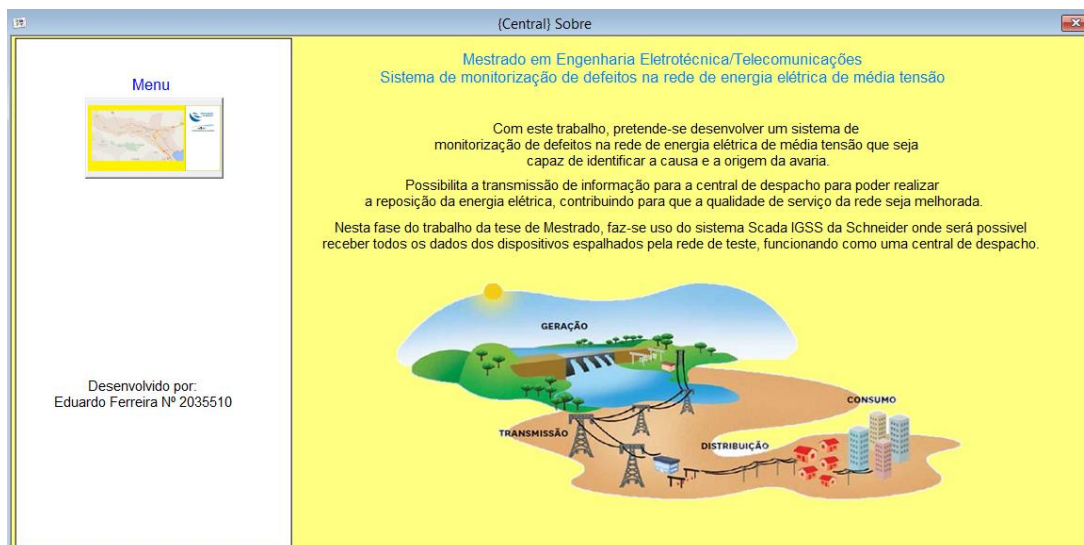 {Central} Sobre
Menu
Desenvolvido por:
Eduardo Ferreira Nº 2035510
Mestrado em Engenharia Eletrotécnica/Telecomunicações
Sistema de monitorização de defeitos na rede de energia elétrica de média tensão
Com este trabalho, pretende-se desenvolver um sistema de
monitorização de defeitos na rede de energia elétrica de média tensão que seja
capaz de identificar a causa e a origem da avaria.
Possibilita a transmissão de informação para a central de despacho para poder realizar
a reposição da energia elétrica, contribuindo para que a qualidade de serviço da rede seja melhorada.
Nesta fase do trabalho da tese de Mestrado, faz-se uso do sistema Scada IGSS da Schneider onde será possivel
receber todos os dados dos dispositivos espalhados pela rede de teste, funcionando como uma central de despacho.
GERAÇÃO
CONSUMO
TRANSMISSÃO
DISTRIBUIÇÃO